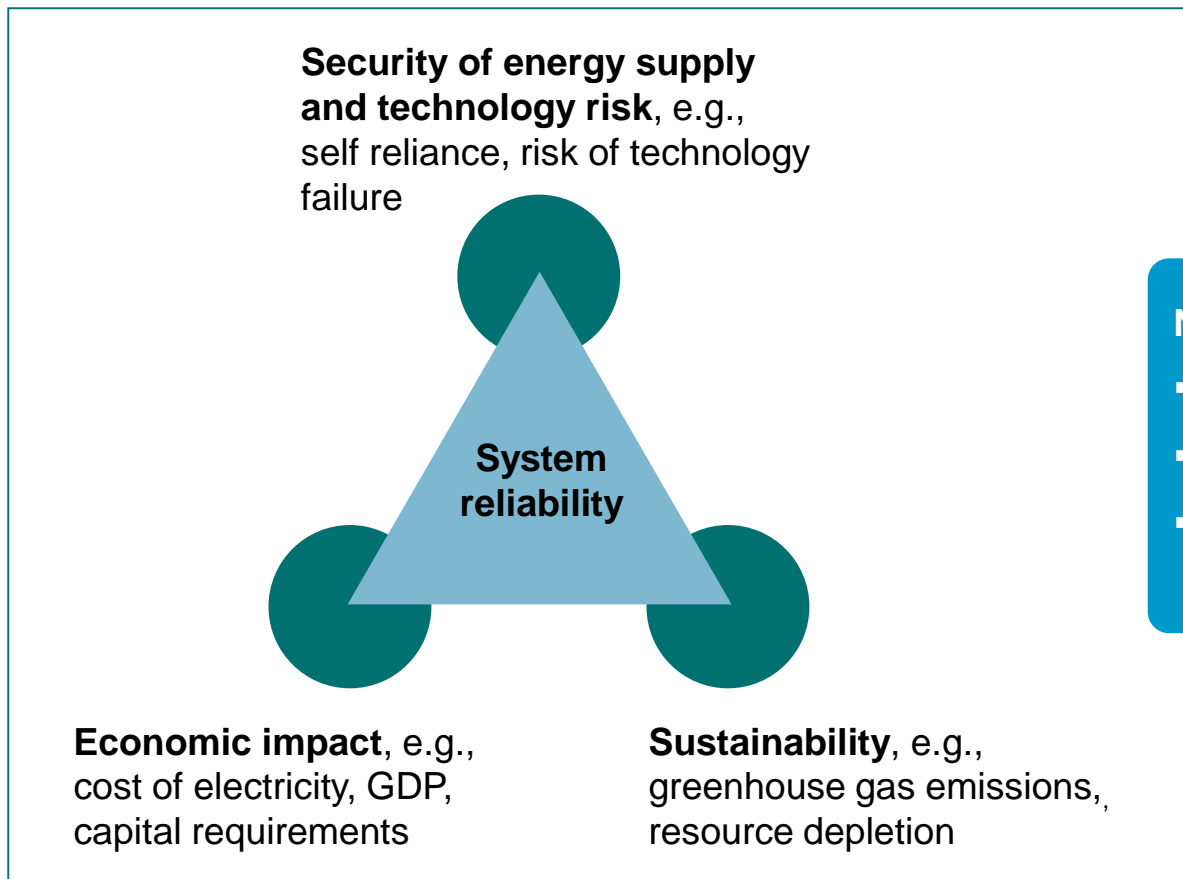 Security of energy supply
and technology risk, e.g.,
self reliance, risk of technology
failure
System
reliability
Economic impact, e.g.,
cost of electricity, GDP,
capital requirements
Sustainability, e.g.,
greenhouse gas emissions,,
resource depletion